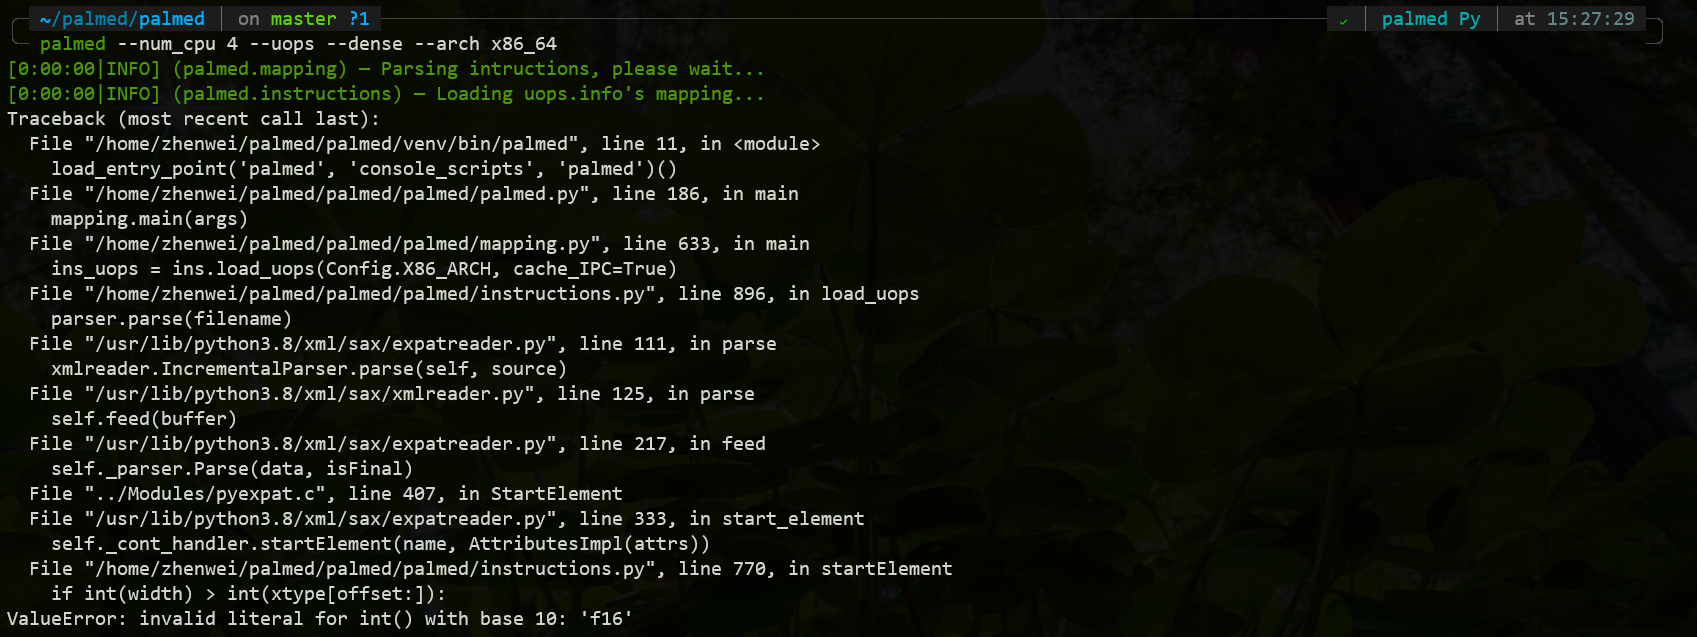 ~/palmed/palmed on master ?1 ✓ palmed Py at 15:27:29
palmed --num_cpu 4 --uops --dense --arch x86_64
[0:00:00|INFO] (palmed.mapping) — Parsing intructions, please wait...
[0:00:00|INFO] (palmed.instructions) — Loading uops.info's mapping...
Traceback (most recent call last):
  File "/home/zhenwei/palmed/palmed/venv/bin/palmed", line 11, in <module>
    load_entry_point('palmed', 'console_scripts', 'palmed')()
  File "/home/zhenwei/palmed/palmed/palmed/palmed.py", line 186, in main
    mapping.main(args)
  File "/home/zhenwei/palmed/palmed/palmed/mapping.py", line 633, in main
    ins_uops = ins.load_uops(Config.X86_ARCH, cache_IPC=True)
  File "/home/zhenwei/palmed/palmed/palmed/instructions.py", line 896, in load_uops
    parser.parse(filename)
  File "/usr/lib/python3.8/xml/sax/expatreader.py", line 111, in parse
    xmlreader.IncrementalParser.parse(self, source)
  File "/usr/lib/python3.8/xml/sax/xmlreader.py", line 125, in parse
    self.feed(buffer)
  File "/usr/lib/python3.8/xml/sax/expatreader.py", line 217, in feed
    self._parser.Parse(data, isFinal)
  File "../Modules/pyexpat.c", line 407, in StartElement
  File "/usr/lib/python3.8/xml/sax/expatreader.py", line 333, in start_element
    self._cont_handler.startElement(name, AttributesImpl(attrs))
  File "/home/zhenwei/palmed/palmed/palmed/instructions.py", line 770, in startElement
    if int(width) > int(xtype[offset:]):
ValueError: invalid literal for int() with base 10: 'f16'